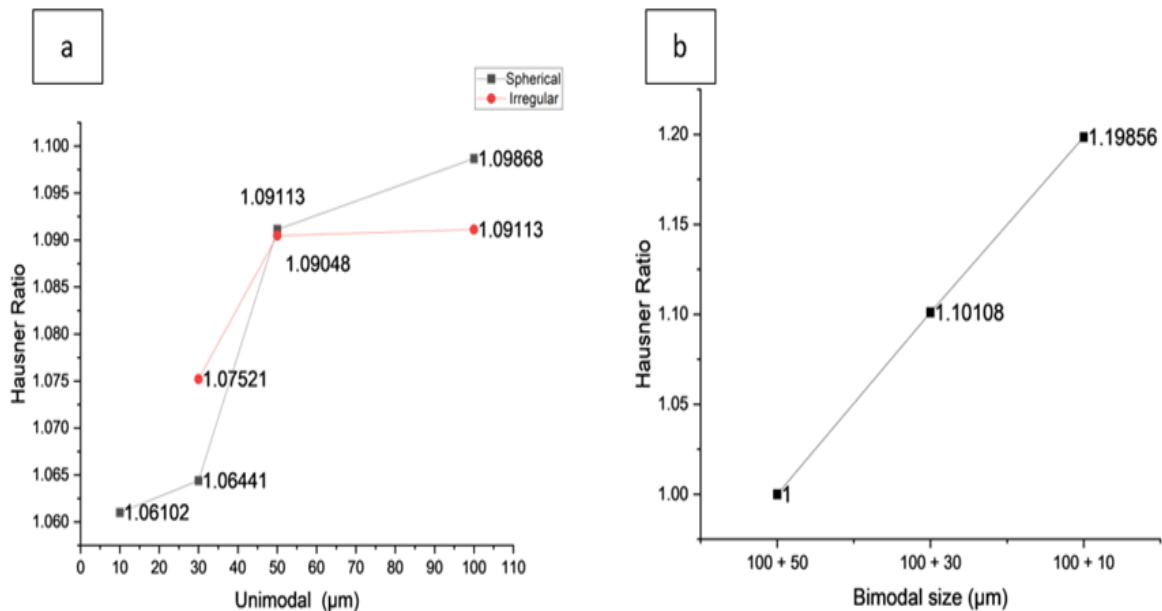 a
Spherical
Irregular
Hausner Ratio
1.100
1.095
1.090
1.085
1.080
1.075
1.070
1.065
1.060
1.09868
1.09113
1.09113
1.09048
1.07521
1.06441
1.06102
0 10 20 30 40 50 60 70 80 90 100 110
Unimodal (µm)
b
Hausner Ratio
1.20
1.15
1.10
1.05
1.00
1.19856
1.10108
1
100 + 50 100 + 30 100 + 10
Bimodal size (µm)